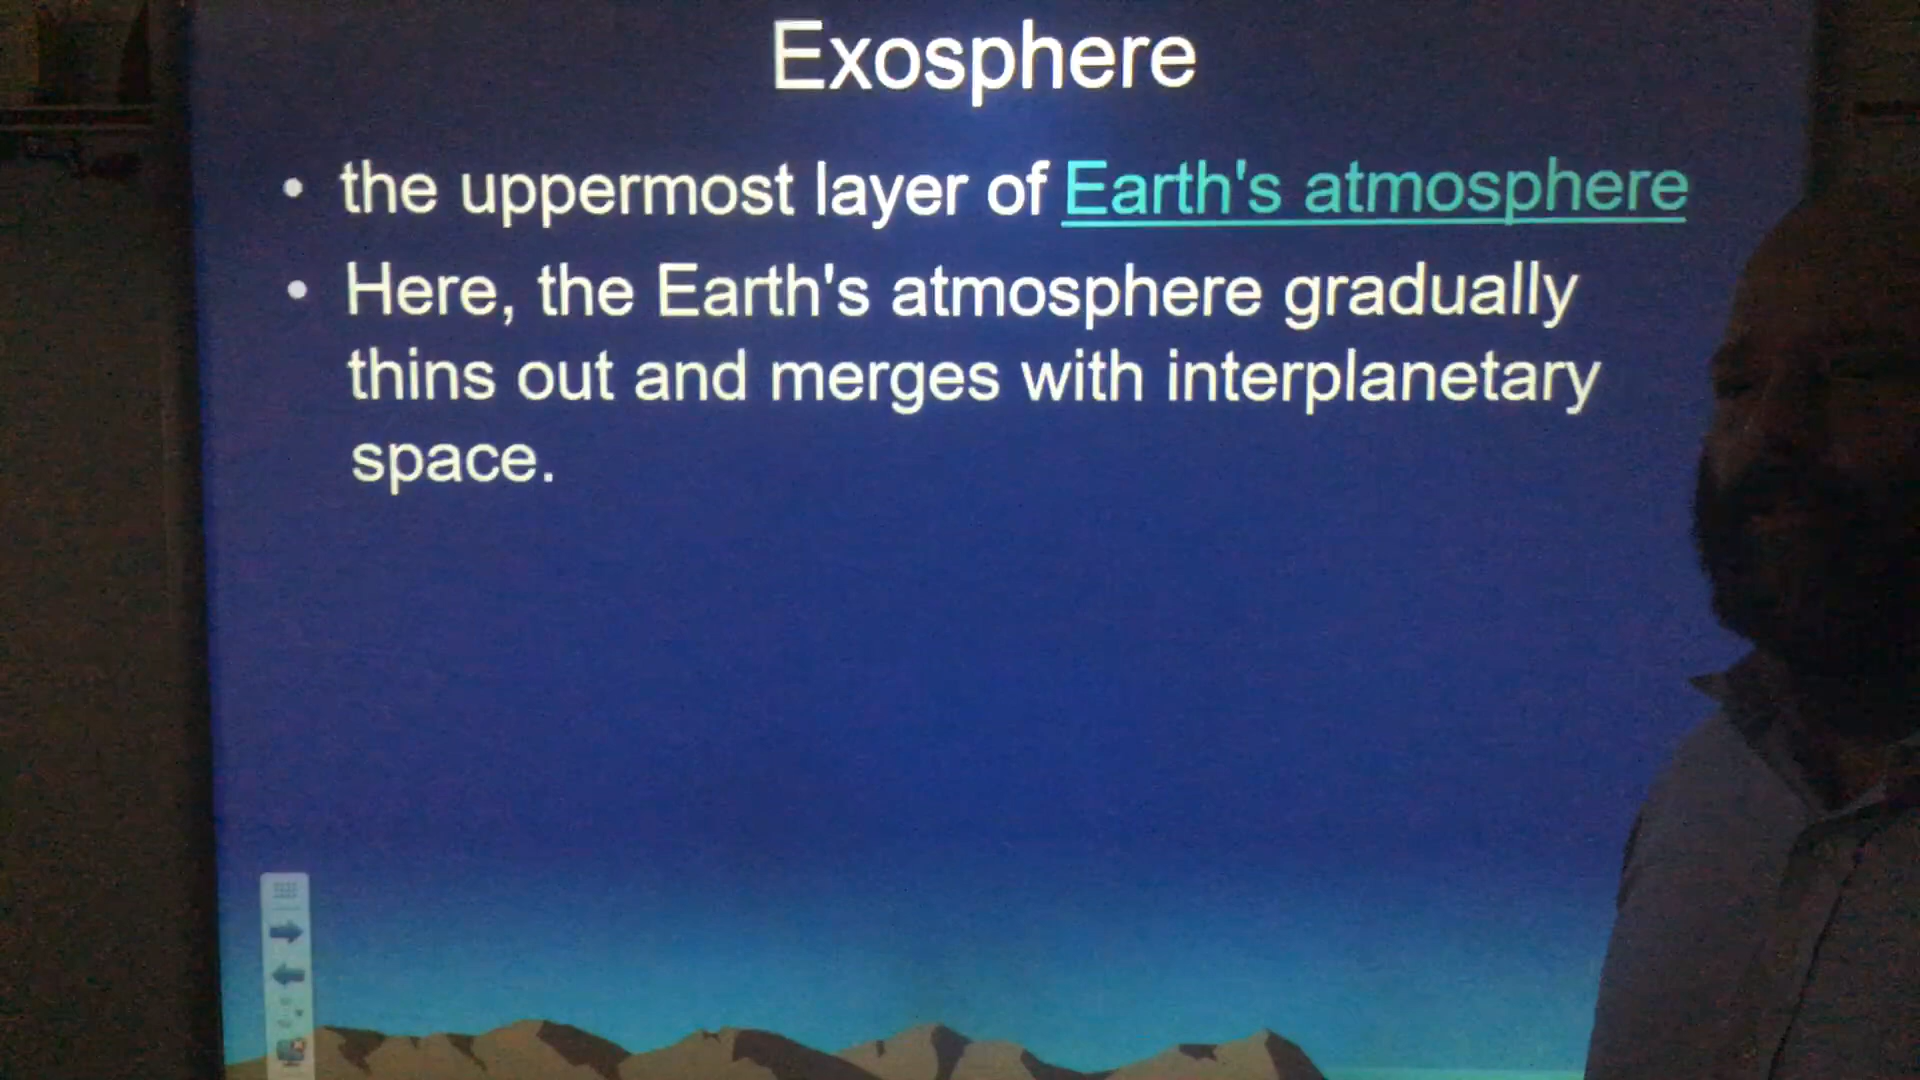 Exosphere
• the uppermost layer of Earth's atmosphere
• Here, the Earth's atmosphere gradually
thins out and merges with interplanetary
space.